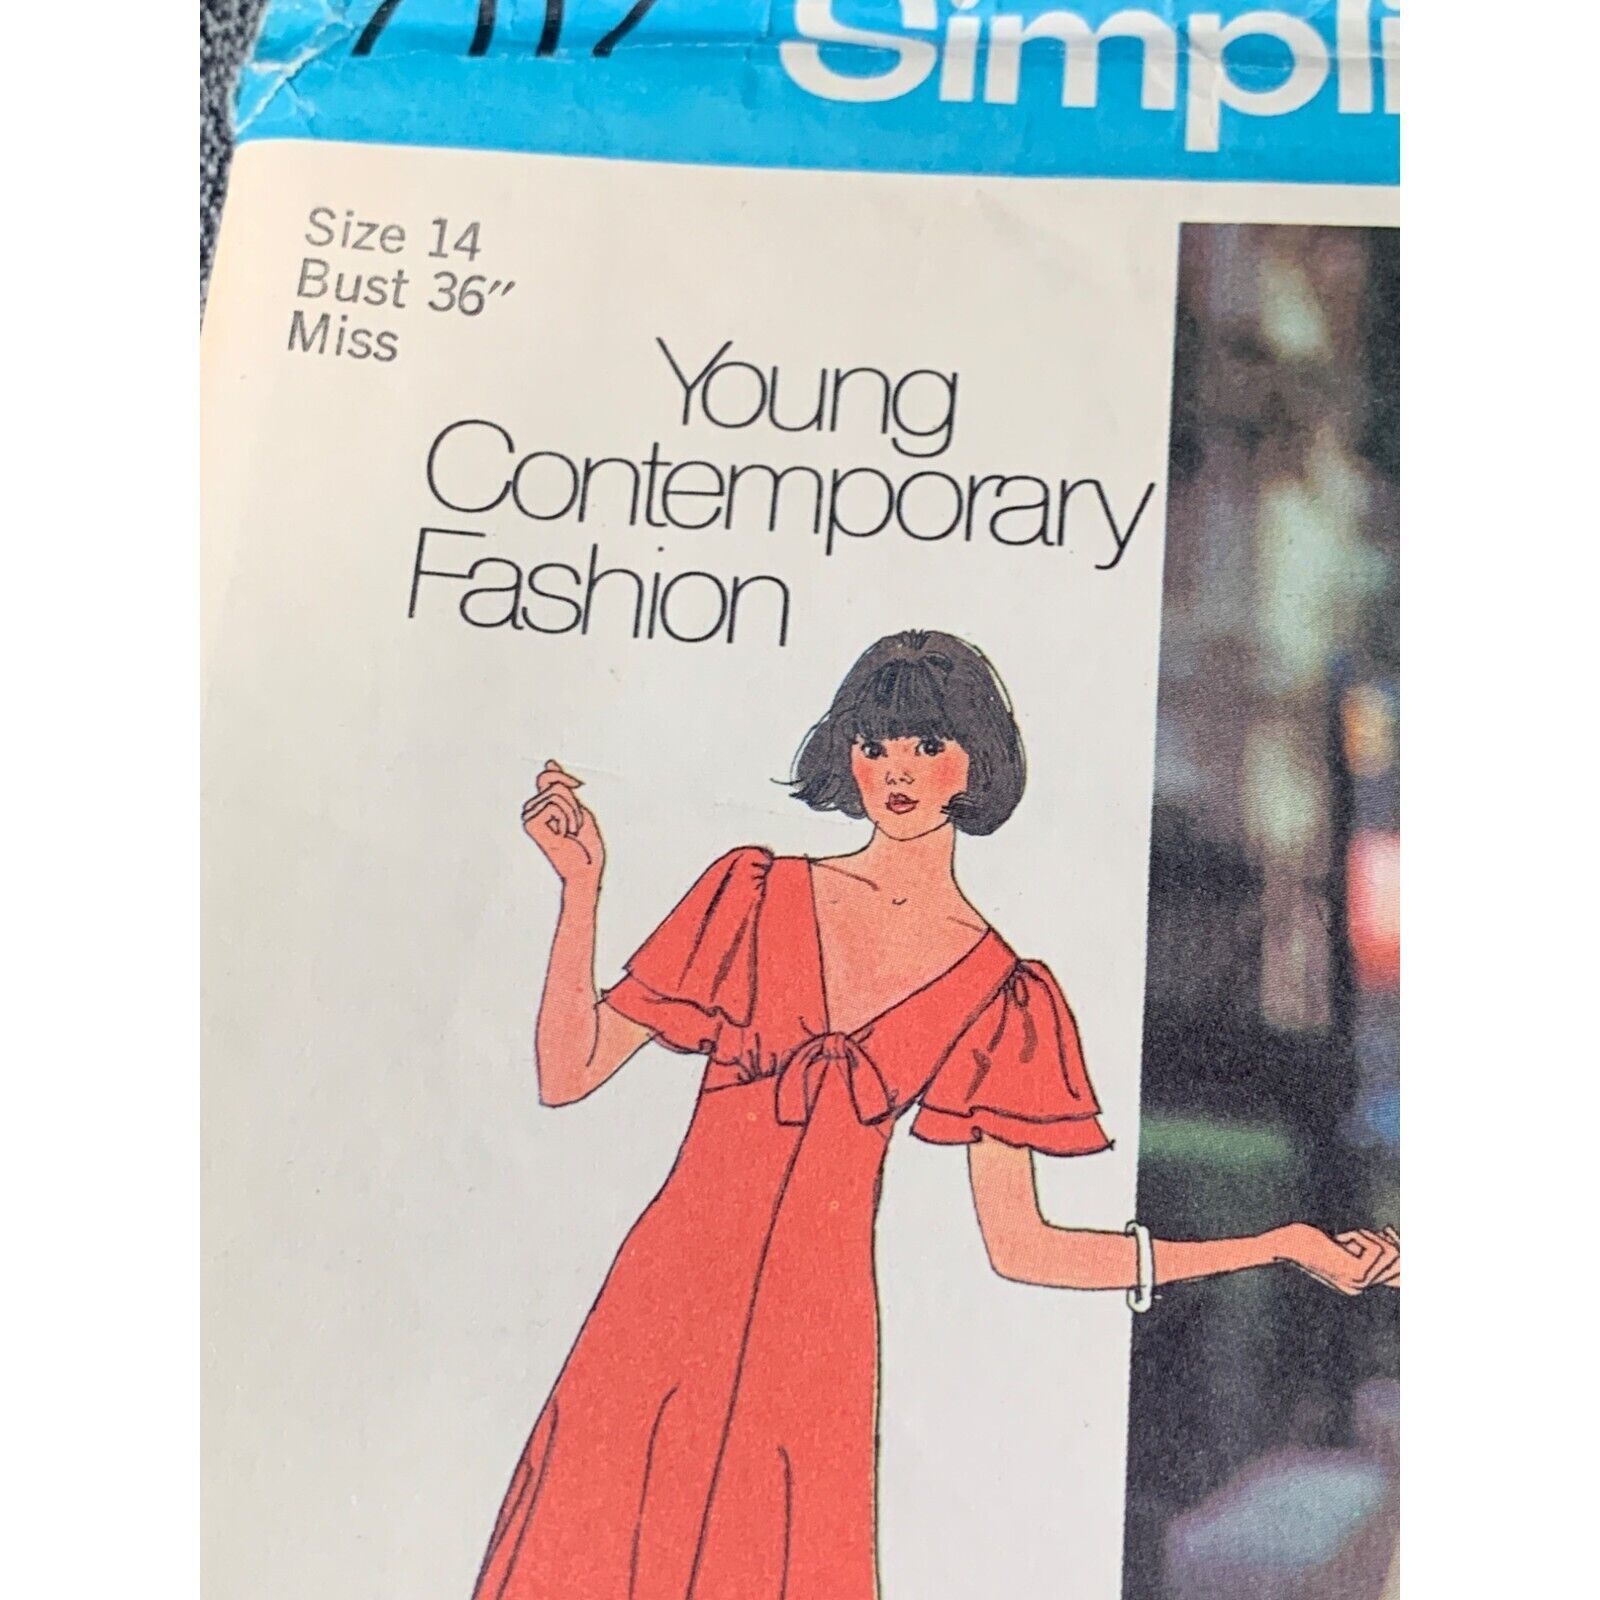 Simpli
Size 14
Bust 36"
Miss
Young
Contemporary
Fashion